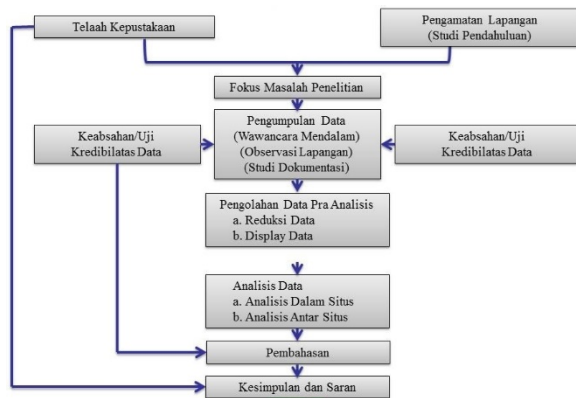 Telaah Kepustakaan
Pengamatan Lapangan
(Studi Pendahuluan)
Fokus Masalah Penelitian
Pengumpulan Data
(Wawancara Mendalam)
(Observasi Lapangan)
(Studi Dokumentasi)
Keabsahan/Uji
Kredibilatas Data
Keabsahan/Uji
Kredibilatas Data
Pengolahan Data Pra Analisis
a. Reduksi Data
b. Display Data
Analisis Data
a. Analisis Dalam Situs
b. Analisis Antar Situs
Pembahasan
Kesimpulan dan Saran